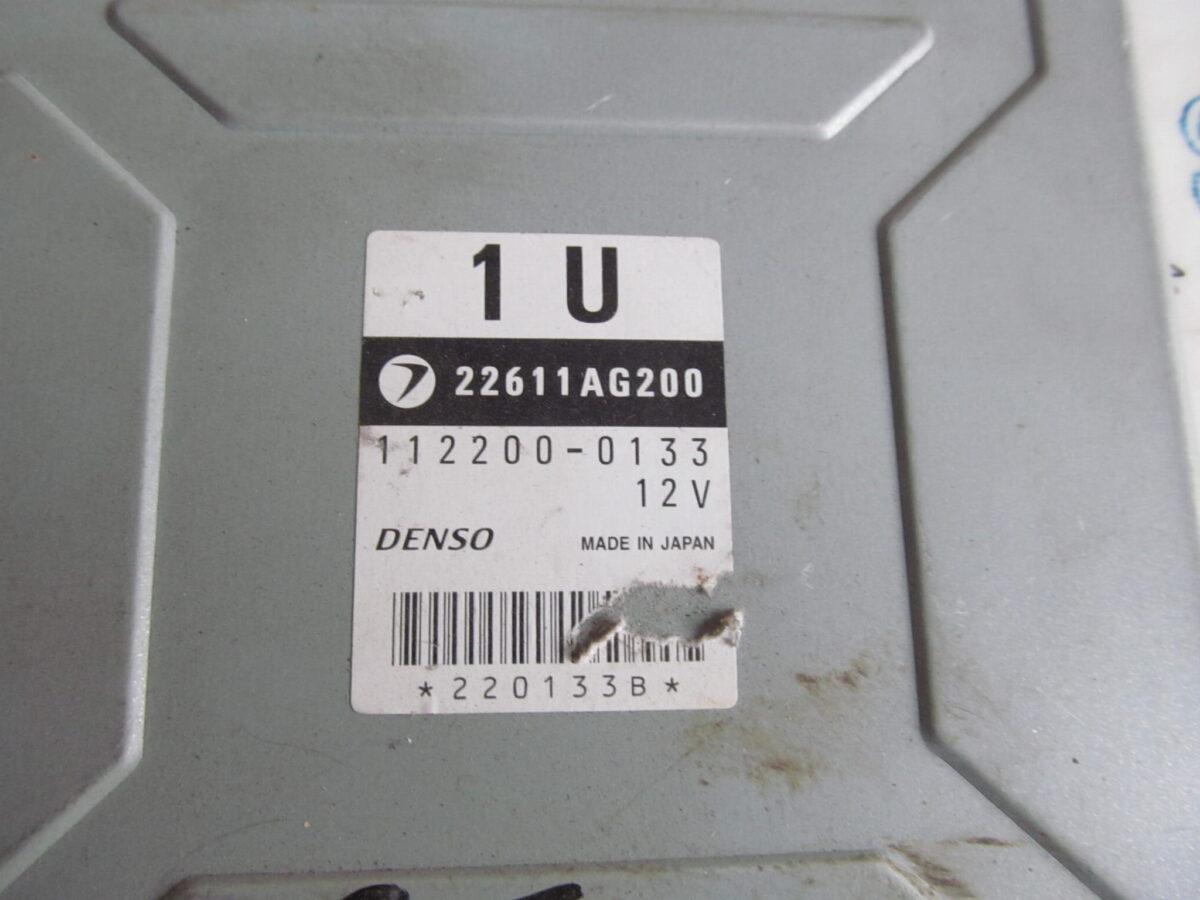 1 U
22611AG200
112200-0133
12V
DENSO MADE IN JAPAN
*220133B*